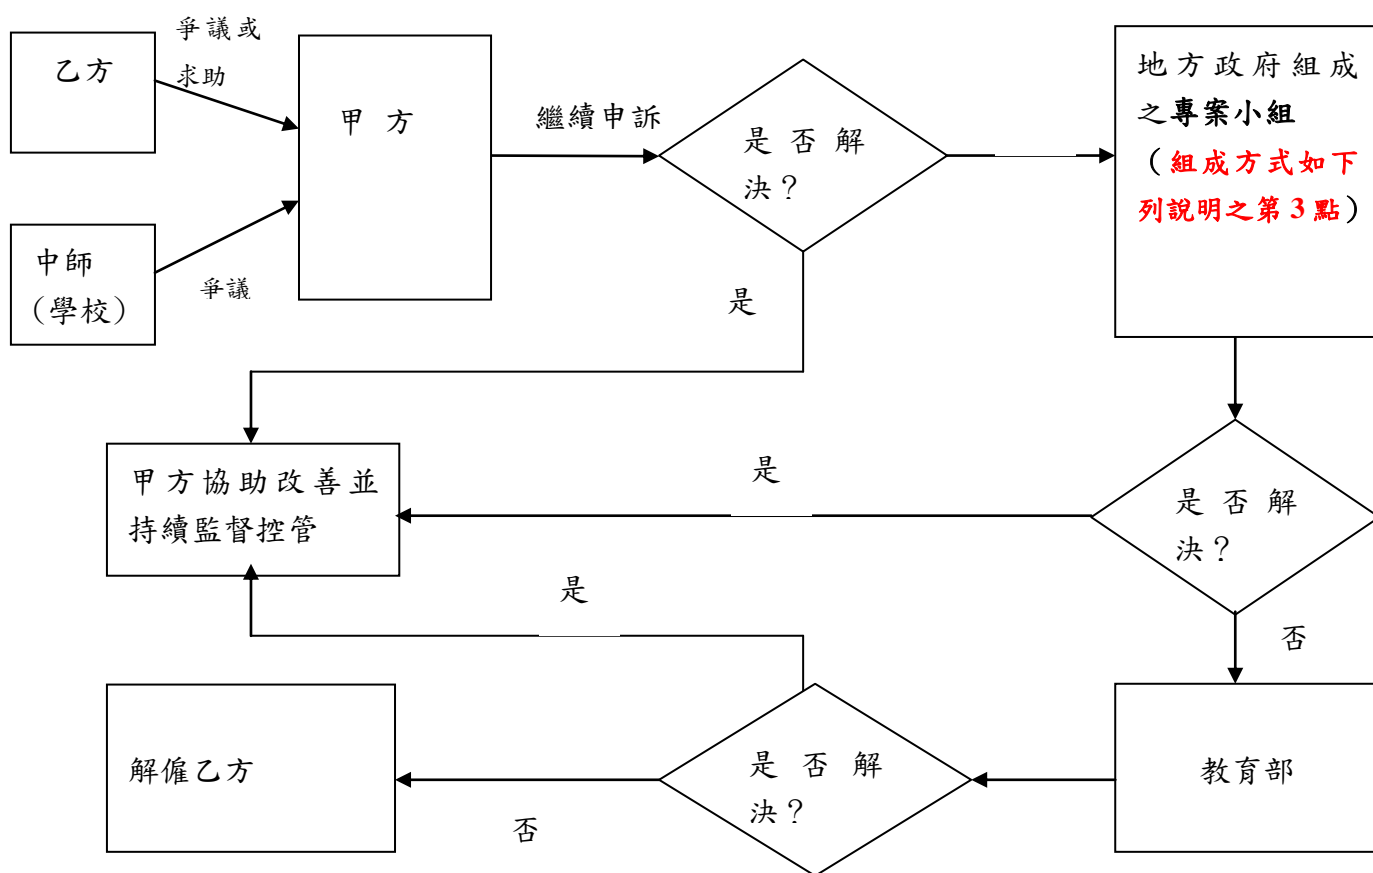 爭議或
求助
乙方
甲方
繼續申訴
是否解
決？
地方政府組成
之專案小組
（組成方式如下
列說明之第3點）
中師
（學校）
爭議
是
甲方協助改善並
持續監督控管
是
是否解
決？
是
否
解僱乙方
否
是否解
決？
教育部